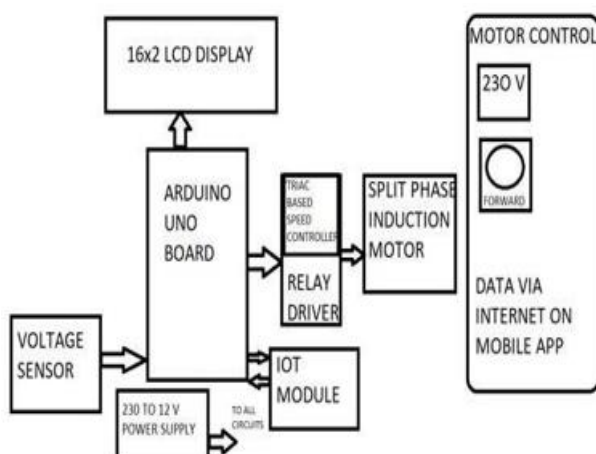 16x2 LCD DISPLAY
ARDUINO
UNO
BOARD
TRIAC
BASED
SPEED
CONTROLLER
RELAY
DRIVER
SPLIT PHASE
INDUCTION
MOTOR
VOLTAGE
SENSOR
IOT
MODULE
230 TO 12 V
POWER SUPPLY
TO ALL
CIRCUITS
MOTOR CONTROL
230 V
FORWARD
DATA VIA
INTERNET ON
MOBILE APP